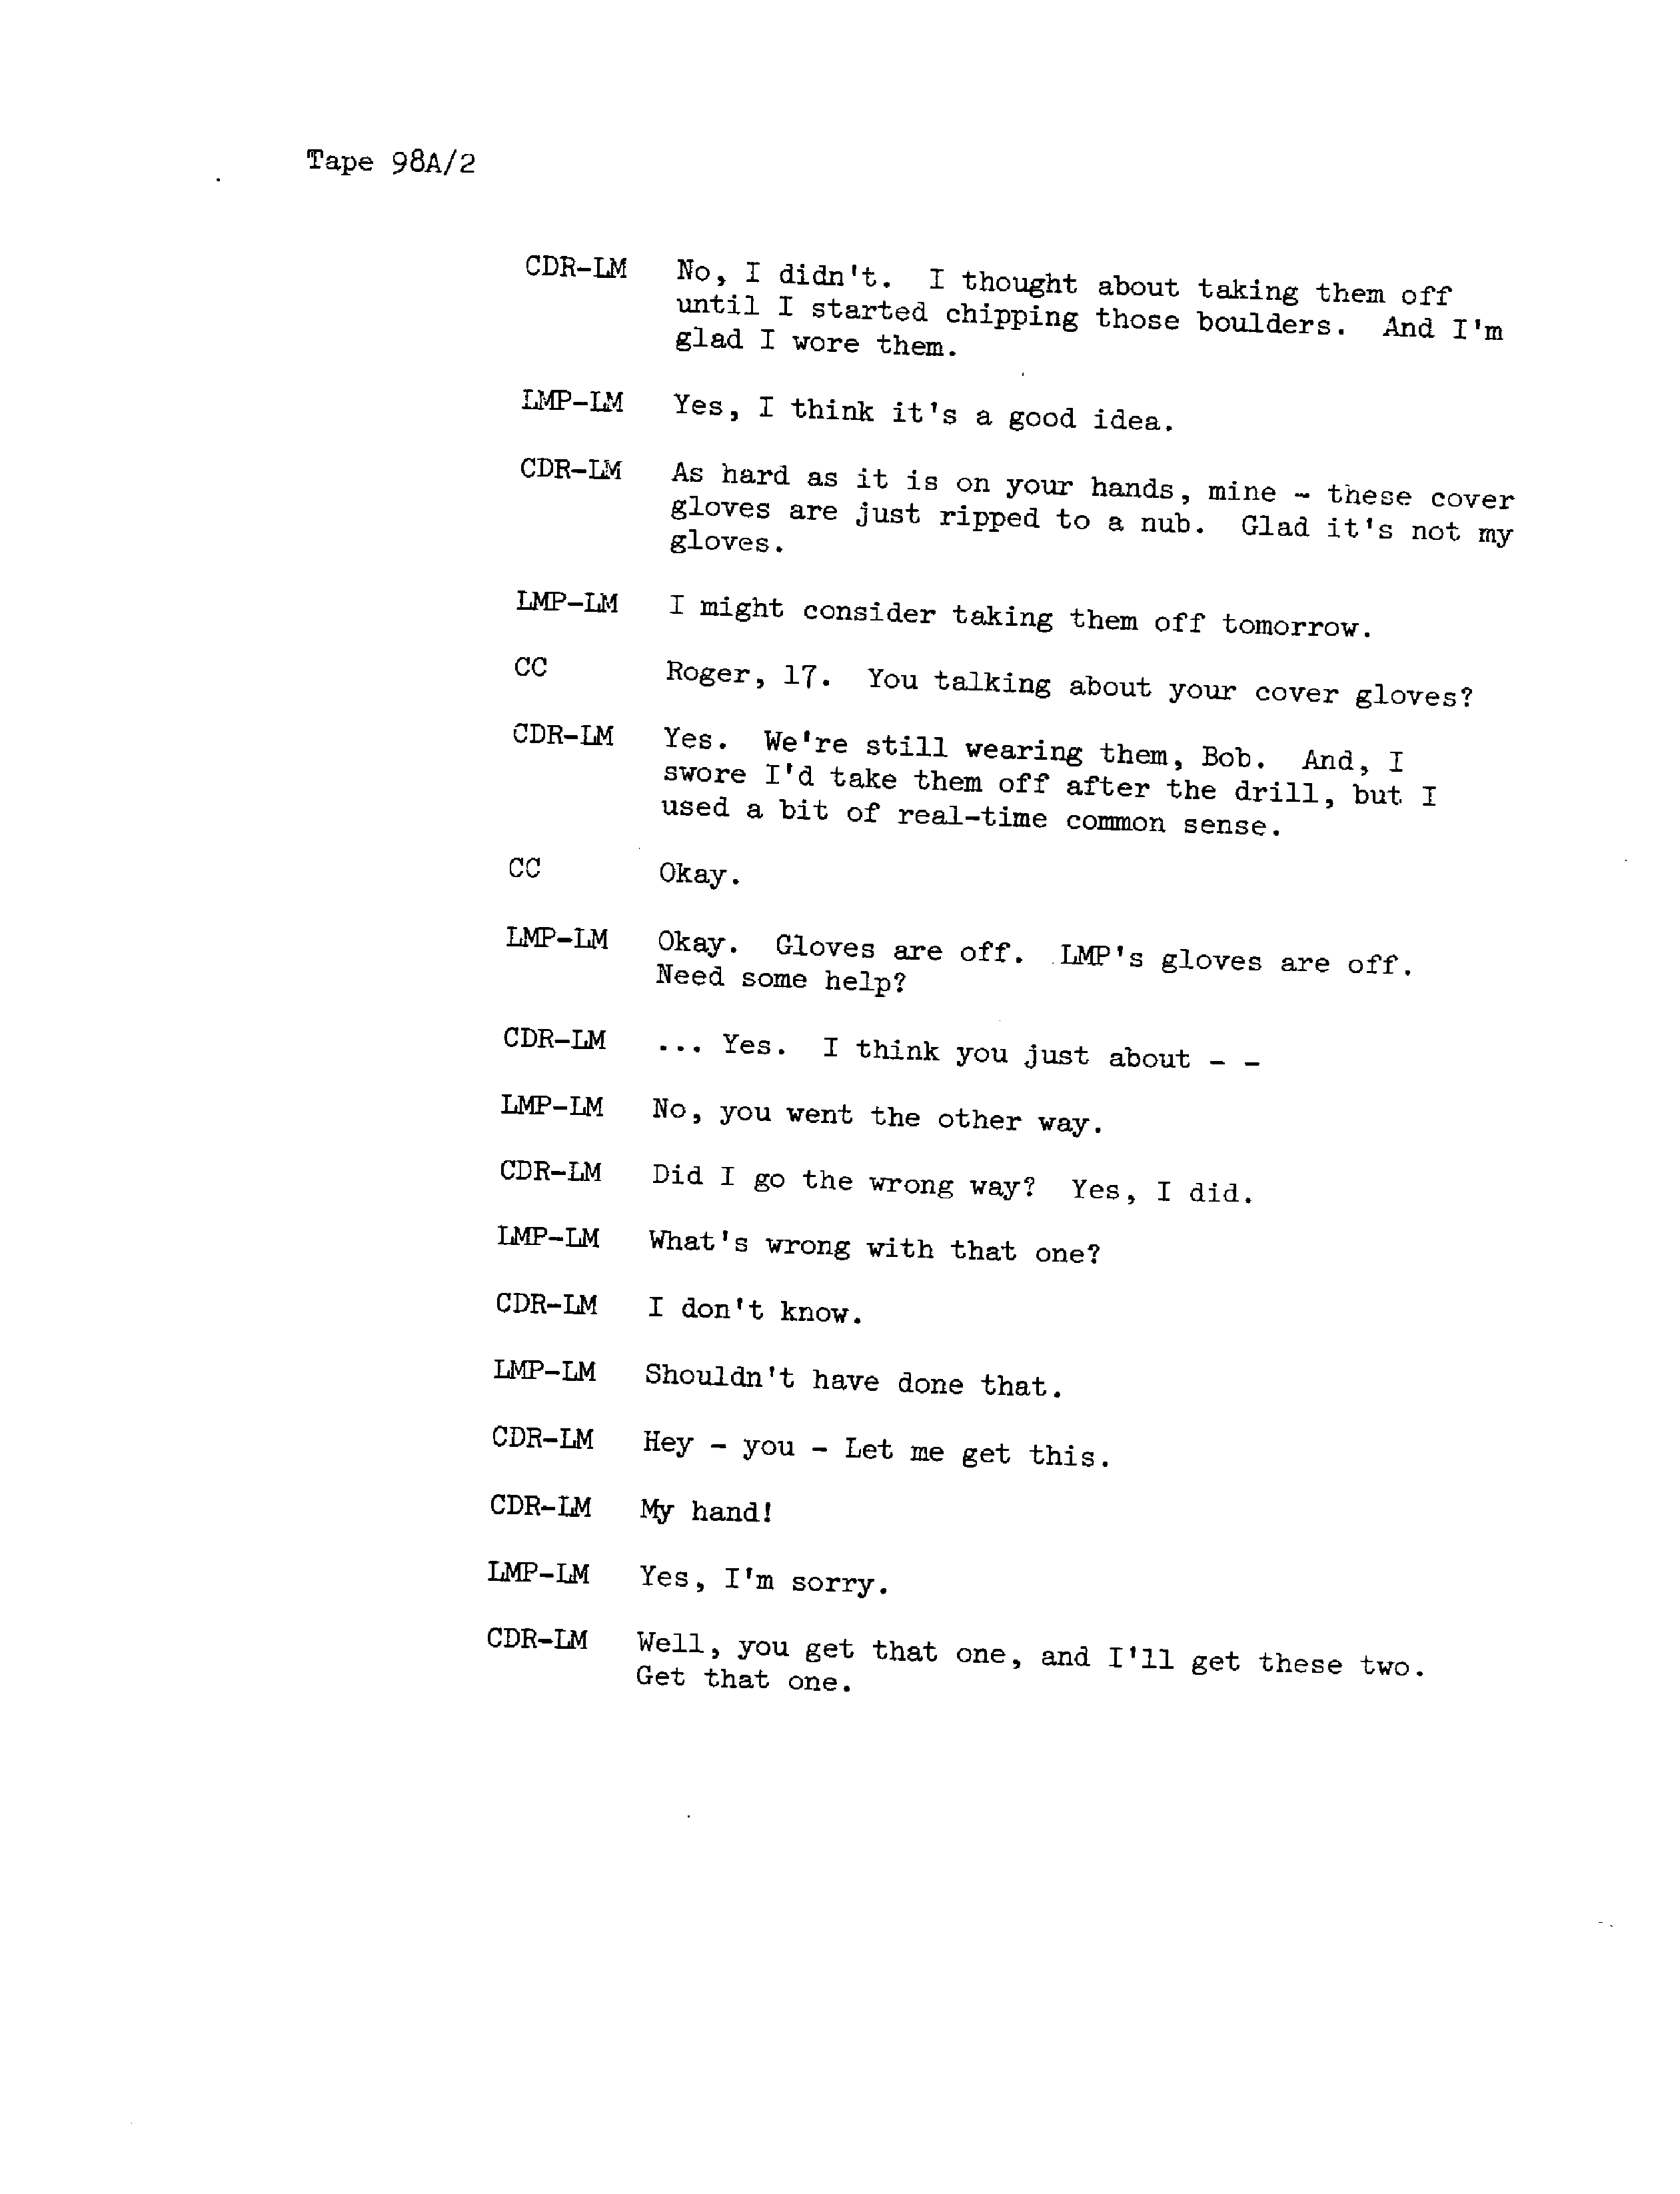 Tape 98A/2
CDR-LM No, I didn't. I thought about taking them off
until I started chipping those boulders. And I'm
glad I wore them.
LMP-LM Yes, I think it's a good idea.
CDR-LM As hard as it is on your hands, mine - these cover
gloves are just ripped to a nub. Glad it's not my
gloves.
LMP-LM I might consider taking them off tomorrow.
CC Roger, 17. You talking about your cover gloves?
CDR-LM Yes. We're still wearing them, Bob. And, I
swore I'd take them off after the drill, but I
used a bit of real-time common sense.
CC Okay.
LMP-LM Okay. Gloves are off. LMP's gloves are off.
Need some help?
CDR-LM ... Yes. I think you just about - -
LMP-LM No, you went the other way.
CDR-LM Did I go the wrong way? Yes, I did.
LMP-LM What's wrong with that one?
CDR-LM I don't know.
LMP-LM Shouldn't have done that.
CDR-LM Hey - you - Let me get this.
CDR-LM My hand!
LMP-LM Yes, I'm sorry.
CDR-LM Well, you get that one, and I'll get these two.
Get that one.